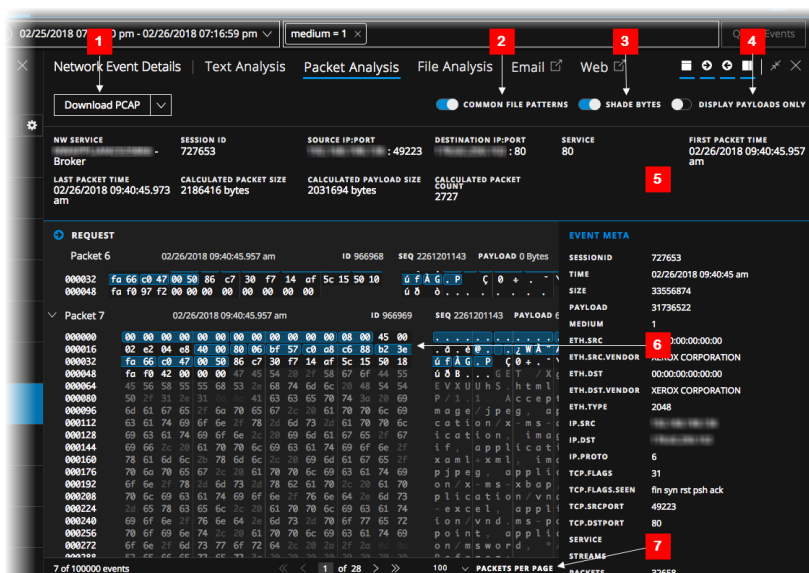 02/25/2018 07 pm - 02/26/2018 07:16:59 pm
medium = 1 ×
Events
1
2
3
4
Network Event Details | Text Analysis Packet Analysis File Analysis Email Web
Download PCAP
COMMON FILE PATTERNS SHADE BYTES DISPLAY PAYLOADS ONLY
NW SERVICE SESSION ID SOURCE IP:PORT DESTINATION IP:PORT SERVICE FIRST PACKET TIME
- Broker 727653 : 49223 : 80 80 02/26/2018 09:40:45.957 am
LAST PACKET TIME CALCULATED PACKET SIZE CALCULATED PAYLOAD SIZE CALCULATED PACKET COUNT
02/26/2018 09:40:45.973 am 2186416 bytes 2031694 bytes 2727
5
REQUEST
Packet 6 02/26/2018 09:40:45.957 am ID 966968 SEQ 2261201143 PAYLOAD 0 Bytes
000032 fa 66 c0 47 00 50 86 c7 30 f7 14 af 5c 15 50 10 ú f À G . P Ç 0 + .
000048 fa f0 97 f2 00 00 00 00 00 00 00 00 ú ð ò . . . . . . .
Packet 7 02/26/2018 09:40:45.957 am ID 966969 SEQ 2261201143 PAYLOAD
000000 00 00 00 00 00 00 00 00 00 00 00 00 08 00 45 00
000016 02 e2 04 e8 40 00 80 06 bf 57 c0 a8 c6 88 b2 3e
000032 fa 66 c0 47 00 50 86 c7 30 f7 14 af 5c 15 50 18
000048 fa f0 42 00 00 00 47 45 54 20 2f 58 67 6f 44 55
000064 45 56 58 55 55 68 53 2e 68 74 6d 6c 20 48 54 54 E V X U U h S . h t m l
000080 50 2f 31 2e 31 0d 0a 41 63 63 65 70 74 3a 20 69 P / 1 . 1 . . A c c e p t
000096 6d 61 67 65 2f 6a 70 65 67 2c 20 61 70 70 6c 69 m a g e / j p e g , a p
000112 63 61 74 69 6f 6e 2f 78 2d 6d 73 2d 61 70 70 6c c a t i o n / x - m s - a
000128 69 63 61 74 69 6f 6e 2c 20 69 6d 61 67 65 2f 67 i c a t i o n , i m a g
000144 69 66 2c 20 61 70 70 6c 69 63 61 74 69 6f 6e 2f i f , a p p l i c a t i
000160 78 61 6d 6c 2b 78 6d 6c 2c 20 69 6d 61 67 65 2f x a m l + x m l , i m a
000176 70 6a 70 65 67 2c 20 61 70 70 6c 69 63 61 74 69 p j p e g , a p p l i c
000192 6f 6e 2f 78 2d 6d 73 2d 78 62 61 70 2c 20 61 70 o n / x - m s - x b a p ,
000208 70 6c 69 63 61 74 69 6f 6e 2f 76 6e 64 2e 6d 73 p l i c a t i o n / v n d
000224 2d 65 78 63 65 6c 2c 20 61 70 70 6c 69 63 61 74 - e x c e l , a p p l i
000240 69 6f 6e 2f 76 6e 64 2e 6d 73 2d 70 6f 77 65 72 i o n / v n d . m s - p o
000256 70 6f 69 6e 74 2c 20 61 70 70 6c 69 63 61 74 69 p o i n t , a p p l i c
000272 6f 6e 2f 6d 73 77 6f 72 64 2c 20 2a 2f 2a o n / m s w o r d ,
6
EVENT META
SESSIONID 727653
TIME 02/26/2018 09:40:45 am
SIZE 33556874
PAYLOAD 31736522
MEDIUM 1
ETH.SRC :00:00:00:00
ETH.SRC.VENDOR XEROX CORPORATION
ETH.DST 00:00:00:00:00:00
ETH.DST.VENDOR XEROX CORPORATION
ETH.TYPE 2048
IP.SRC
IP.DST
IP.PROTO 6
TCP.FLAGS 31
TCP.FLAGS.SEEN fin syn rst psh ack
TCP.SRCPORT 49223
TCP.DSTPORT 80
SERVICE
STREAMS
PACKETS 32658
7
7 of 100000 events << < 1 of 28 > >> 100 PACKETS PER PAGE